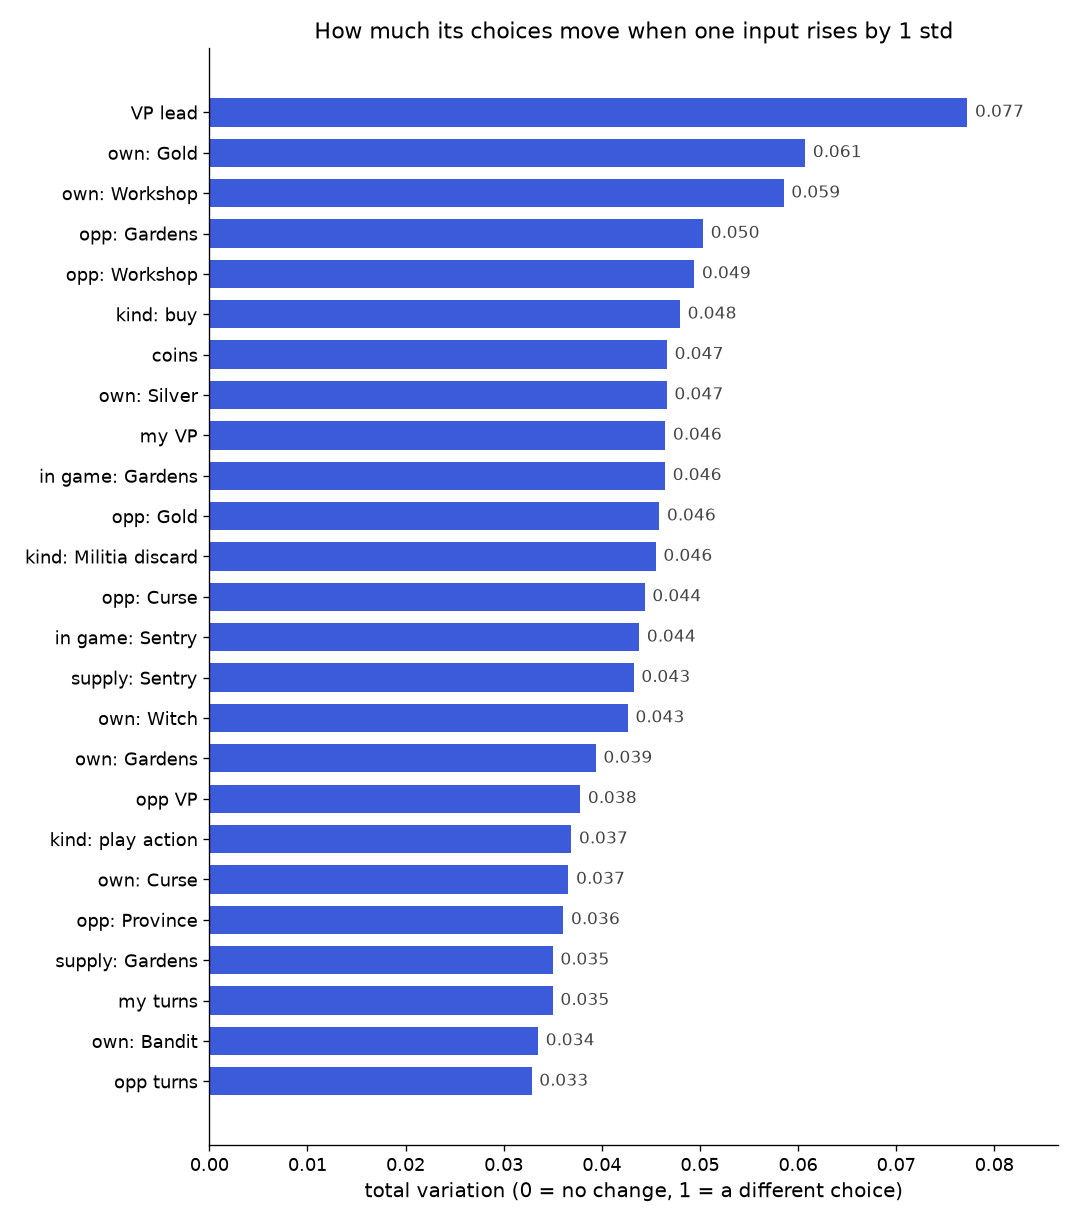 How much its choices move when one input rises by 1 std
VP lead 0.077
own: Gold 0.061
own: Workshop 0.059
opp: Gardens 0.050
opp: Workshop 0.049
kind: buy 0.048
coins 0.047
own: Silver 0.047
my VP 0.046
in game: Gardens 0.046
opp: Gold 0.046
kind: Militia discard 0.046
opp: Curse 0.044
in game: Sentry 0.044
supply: Sentry 0.043
own: Witch 0.043
own: Gardens 0.039
opp VP 0.038
kind: play action 0.037
own: Curse 0.037
opp: Province 0.036
supply: Gardens 0.035
my turns 0.035
own: Bandit 0.034
opp turns 0.033
0.00 0.01 0.02 0.03 0.04 0.05 0.06 0.07 0.08
total variation (0 = no change, 1 = a different choice)